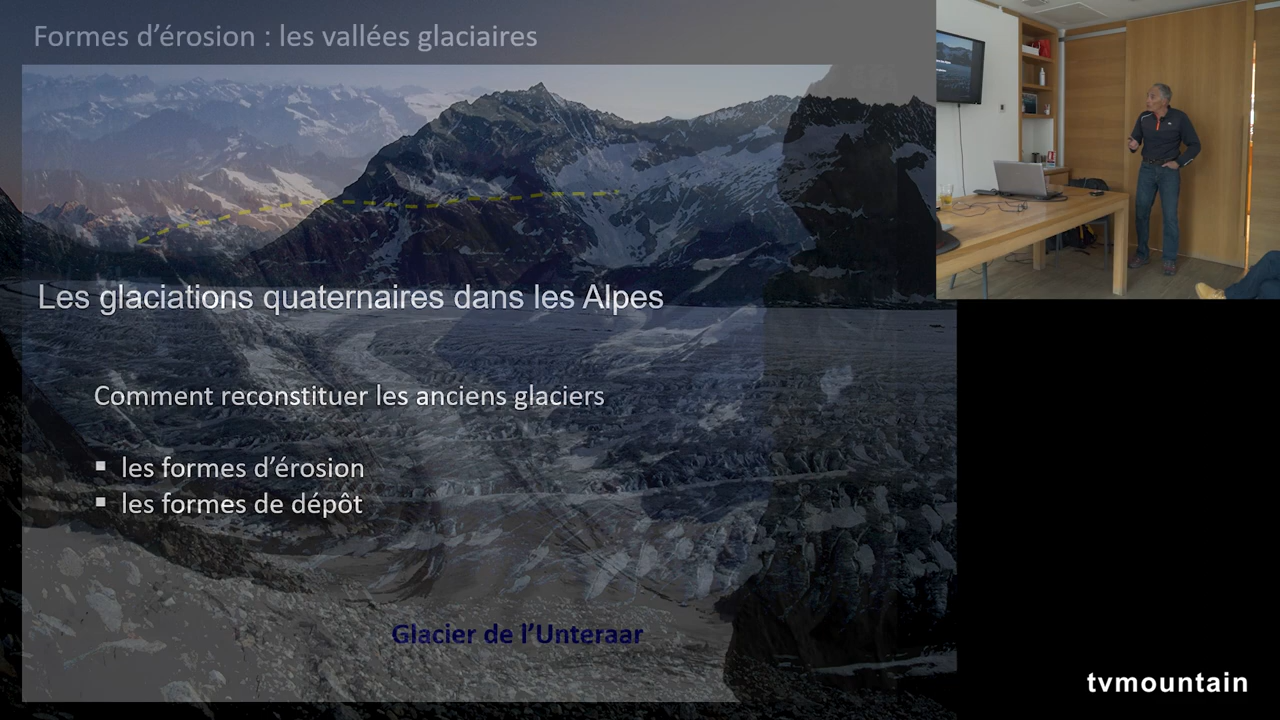 Formes d’érosion : les vallées glaciaires
Les glaciations quaternaires dans les Alpes
Comment reconstituer les anciens glaciers
▪ les formes d’érosion
▪ les formes de dépôt
Glacier de l’Unteraar
tvmountain